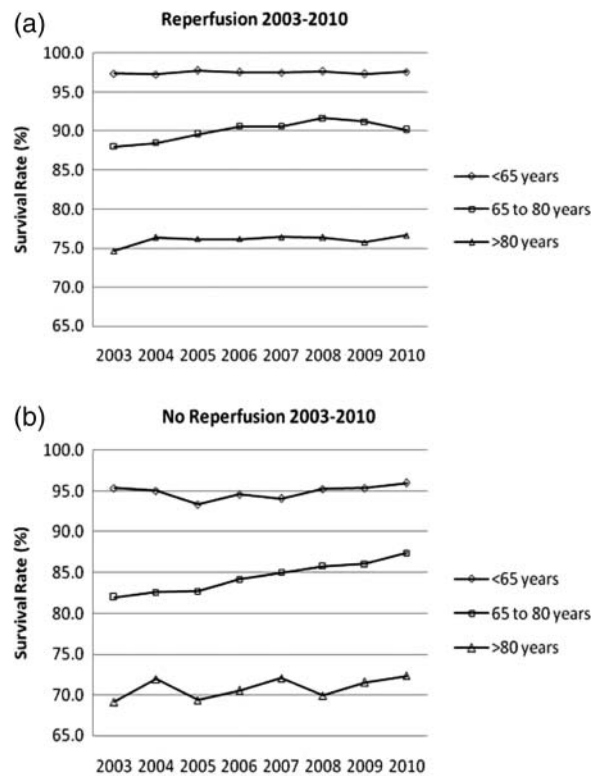 (a)
Reperfusion 2003-2010
Survival Rate (%)
100.0
95.0
90.0
85.0
80.0
75.0
70.0
65.0
2003 2004 2005 2006 2007 2008 2009 2010
<65 years
65 to 80 years
>80 years
(b)
No Reperfusion 2003-2010
Survival Rate (%)
100.0
95.0
90.0
85.0
80.0
75.0
70.0
65.0
2003 2004 2005 2006 2007 2008 2009 2010
<65 years
65 to 80 years
>80 years